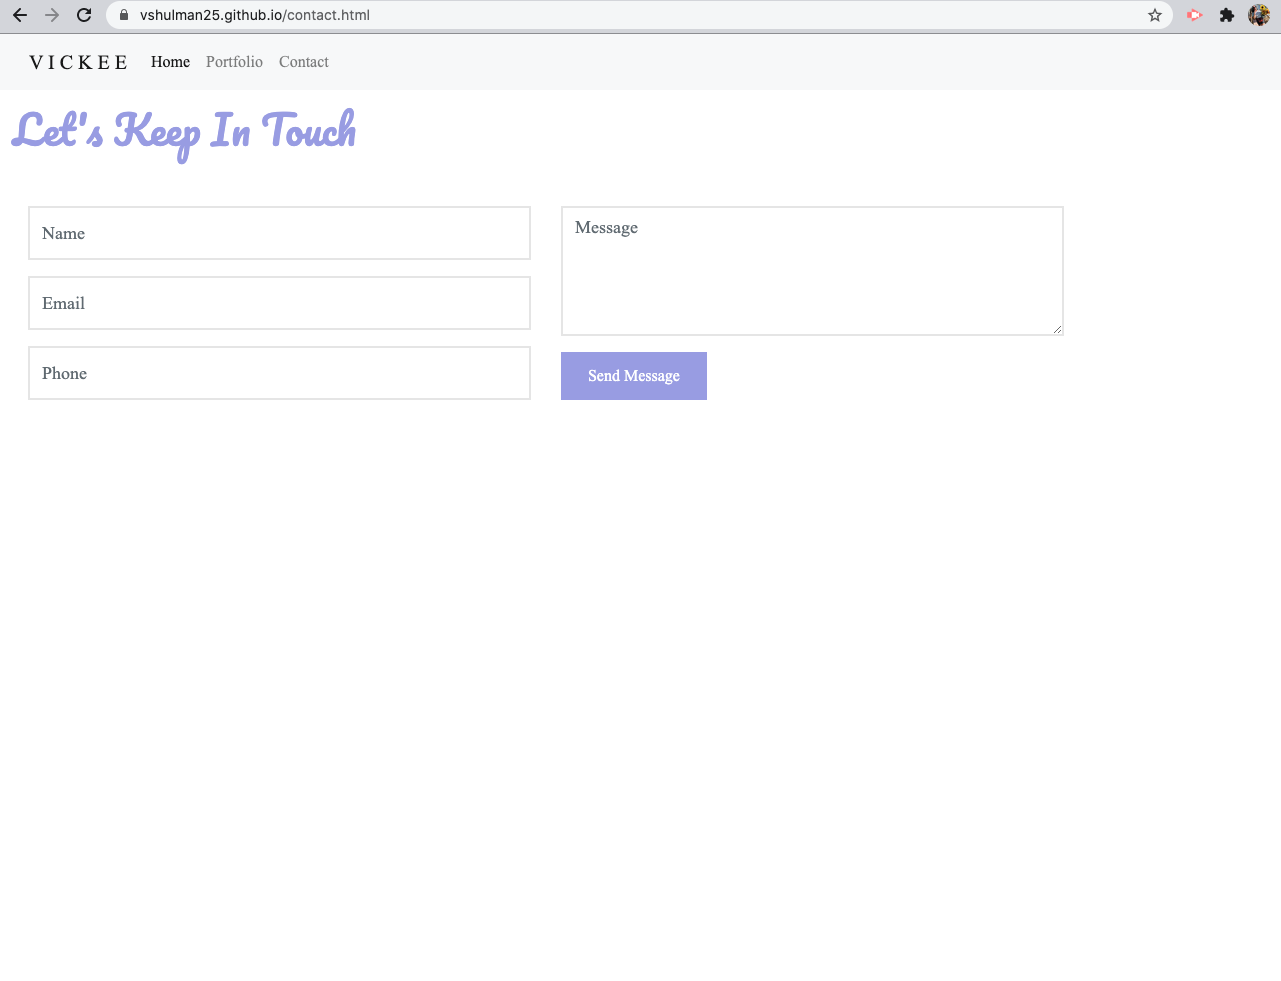 vshulman25.github.io/contact.html
VICKEE Home Portfolio Contact
Let's Keep In Touch
Name
Email
Phone
Message
Send Message